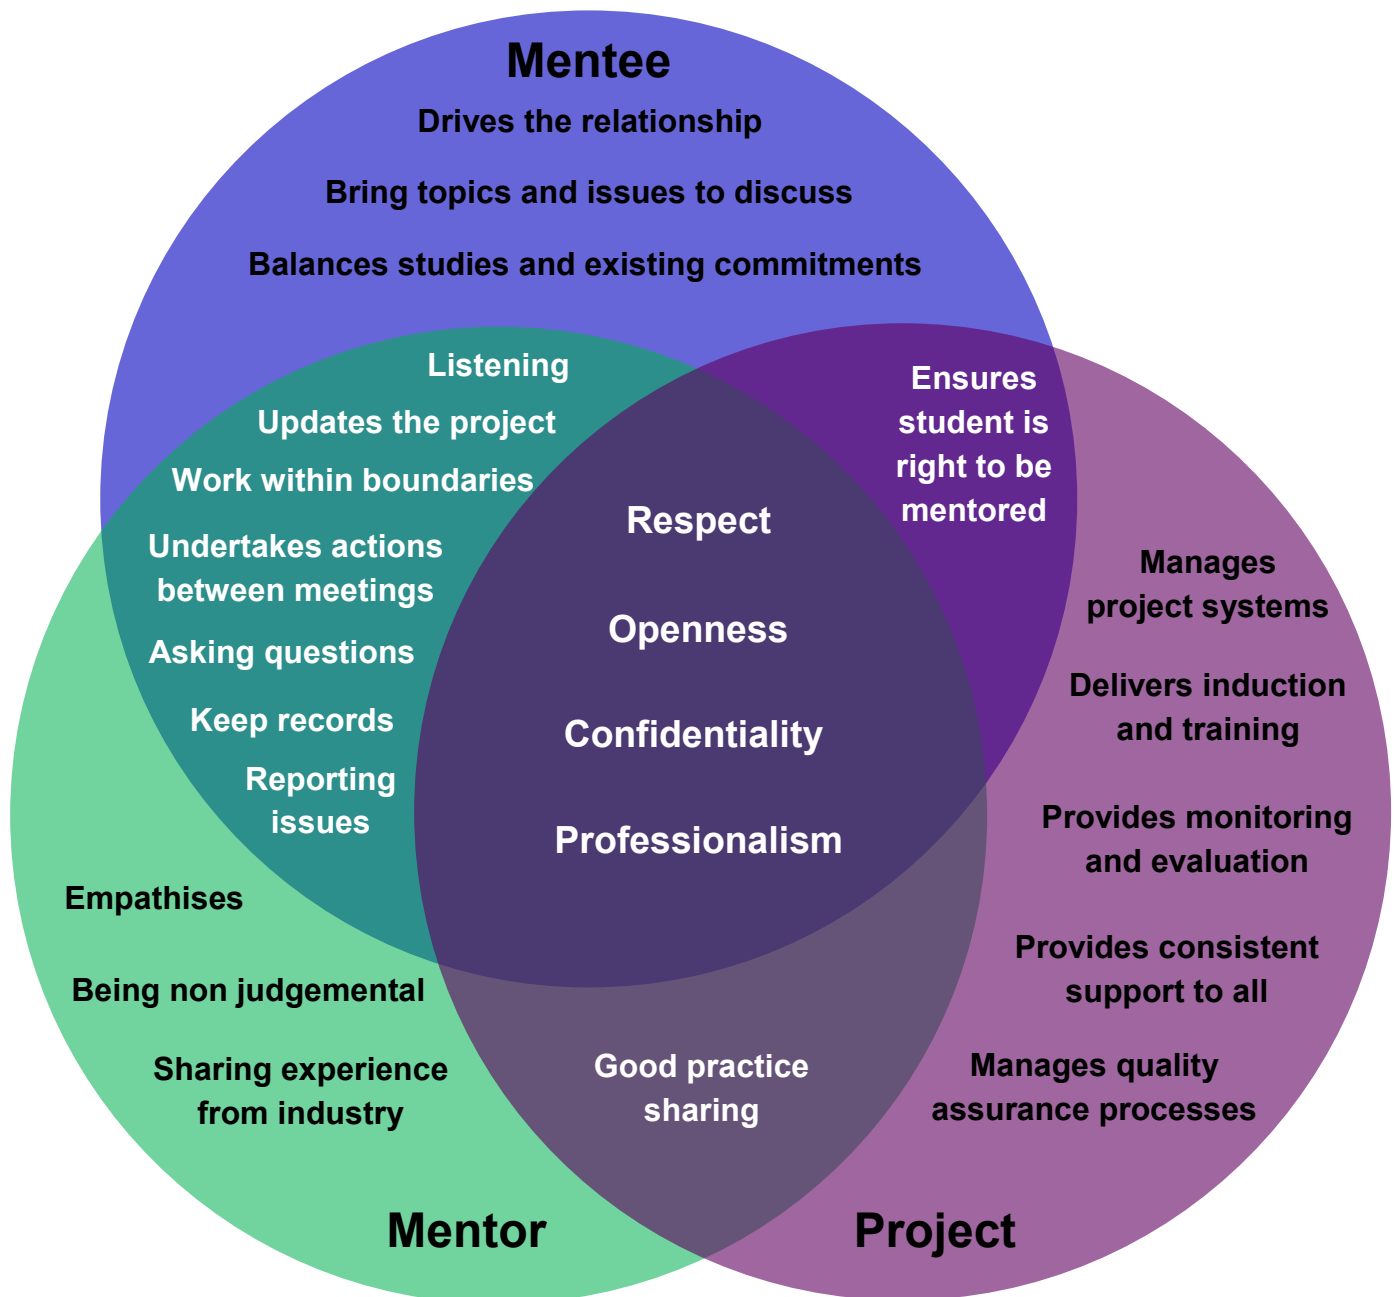 Mentee
Drives the relationship
Bring topics and issues to discuss
Balances studies and existing commitments
Listening
Updates the project
Work within boundaries
Undertakes actions
between meetings
Asking questions
Keep records
Reporting
issues
Ensures
student is
right to be
mentored
Respect
Openness
Confidentiality
Professionalism
Manages
project systems
Delivers induction
and training
Provides monitoring
and evaluation
Provides consistent
support to all
Manages quality
assurance processes
Empathises
Being non judgemental
Sharing experience
from industry
Good practice
sharing
Mentor
Project